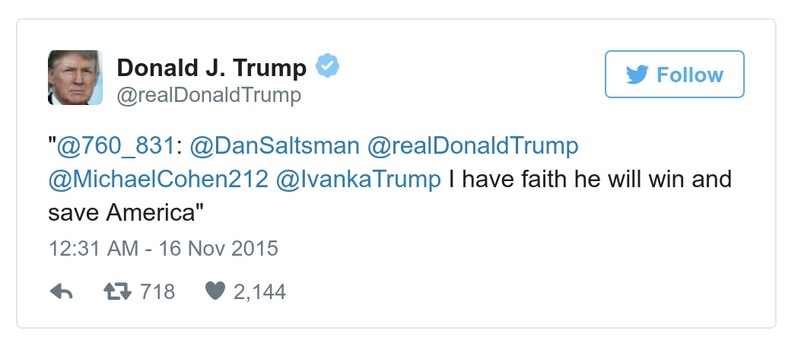 Donald J. Trump
@realDonaldTrump
Follow
"@760_831: @DanSaltsman @realDonaldTrump
@MichaelCohen212 @IvankaTrump I have faith he will win and
save America"
12:31 AM - 16 Nov 2015
718 2,144